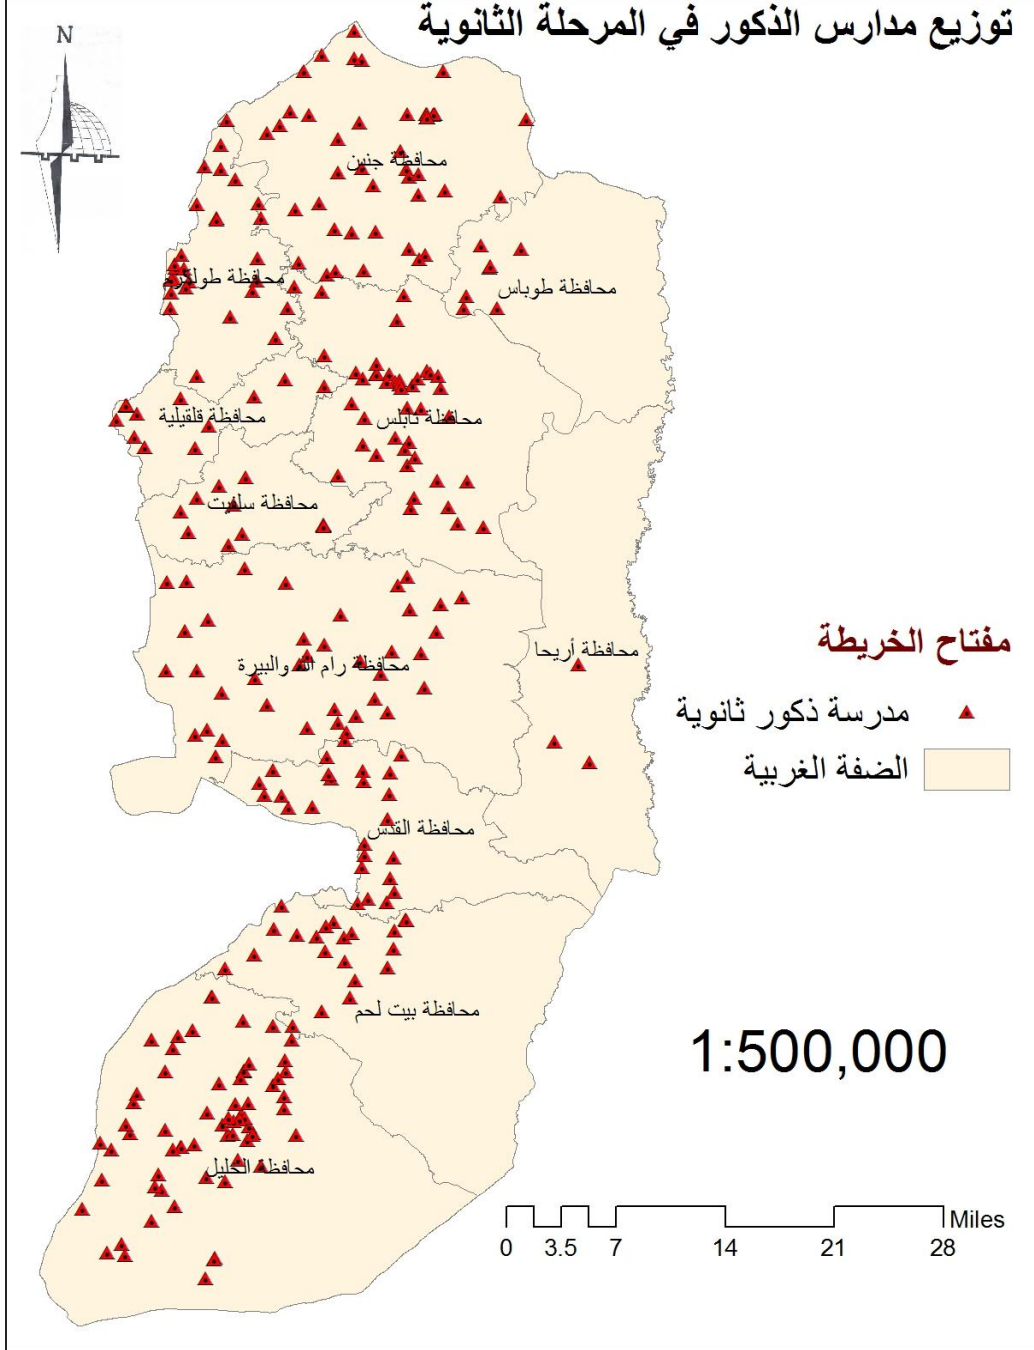 توزيع مدارس الذكور في المرحلة الثانوية
N
محافظة جنين
محافظة طولكرم
محافظة طوباس
محافظة قلقيلية
محافظة نابلس
محافظة سلفيت
محافظة أريحا
محافظة رام الله والبيرة
محافظة القدس
محافظة بيت لحم
محافظة الخليل
مفتاح الخريطة
مدرسة ذكور ثانوية
الضفة الغربية
1:500,000
0 3.5 7 14 21 28 Miles